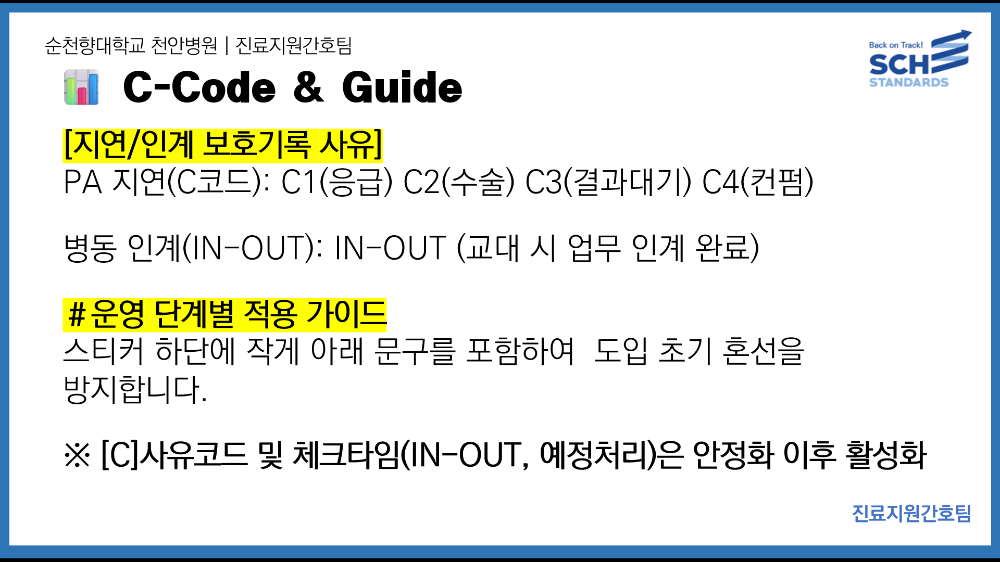 순천향대학교 천안병원 | 진료지원간호팀
Back on Track!
SCH
STANDARDS
C-Code & Guide
[지연/인계 보호기록 사유]
PA 지연(C코드): C1(응급) C2(수술) C3(결과대기) C4(컨펌)
병동 인계(IN-OUT): IN-OUT (교대 시 업무 인계 완료)
#운영 단계별 적용 가이드
스티커 하단에 작게 아래 문구를 포함하여 도입 초기 혼선을
방지합니다.
※ [C]사유코드 및 체크타임(IN-OUT, 예정처리)은 안정화 이후 활성화
진료지원간호팀